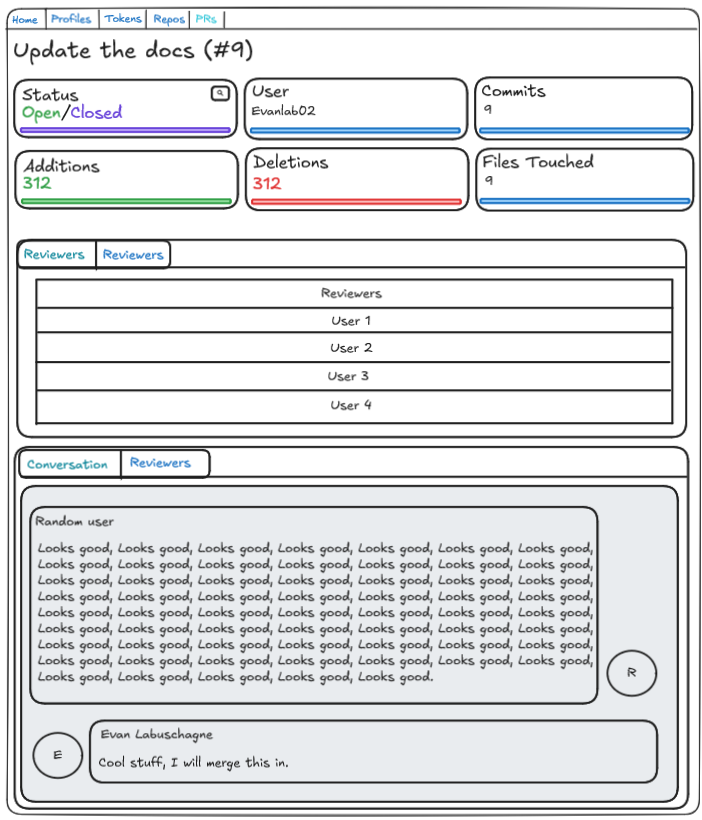 Home Profiles Tokens Repos PRs
Update the docs (#9)
Status User Commits
Open/Closed Evanlab02 9
Additions Deletions Files Touched
312 312 9
Reviewers Reviewers
Reviewers
User 1
User 2
User 3
User 4
Conversation Reviewers
Random user
Looks good, Looks good, Looks good, Looks good, Looks good, Looks good, Looks good,
Looks good, Looks good, Looks good, Looks good, Looks good, Looks good, Looks good,
Looks good, Looks good, Looks good, Looks good, Looks good, Looks good, Looks good,
Looks good, Looks good, Looks good, Looks good, Looks good, Looks good, Looks good,
Looks good, Looks good, Looks good, Looks good, Looks good, Looks good, Looks good,
Looks good, Looks good, Looks good, Looks good, Looks good, Looks good, Looks good,
Looks good, Looks good, Looks good, Looks good, Looks good, Looks good, Looks good,
Looks good, Looks good, Looks good, Looks good, Looks good, Looks good, Looks good,
Looks good, Looks good, Looks good, Looks good, Looks good.
R
Evan Labuschagne
E
Cool stuff, I will merge this in.